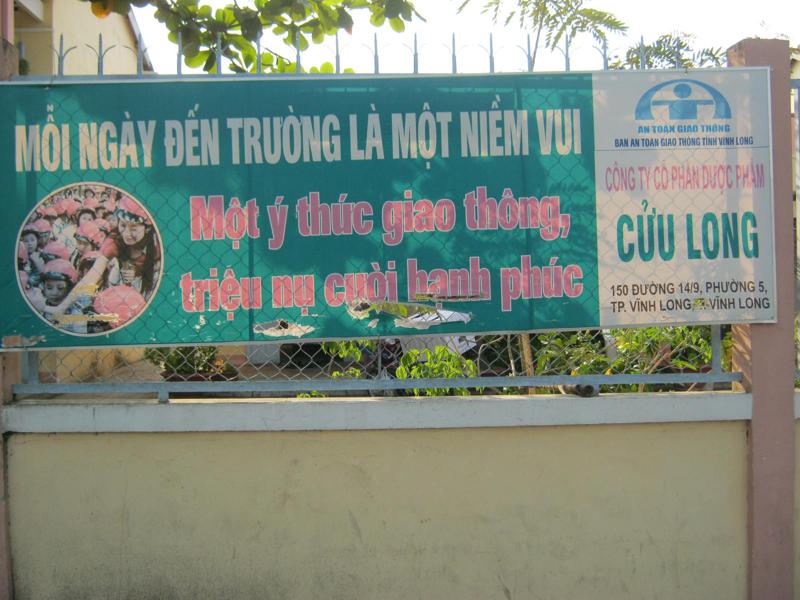 MỖI NGÀY ĐẾN TRƯỜNG LÀ MỘT NIỀM VUI
Một ý thức giao thông,
triệu nụ cười hạnh phúc
AN TOÀN GIAO THÔNG
BAN AN TOÀN GIAO THÔNG TỈNH VĨNH LONG
CÔNG TY CỔ PHẦN DƯỢC PHẨM
CỬU LONG
150 ĐƯỜNG 14/9, PHƯỜNG 5,
TP. VĨNH LONG, T. VĨNH LONG